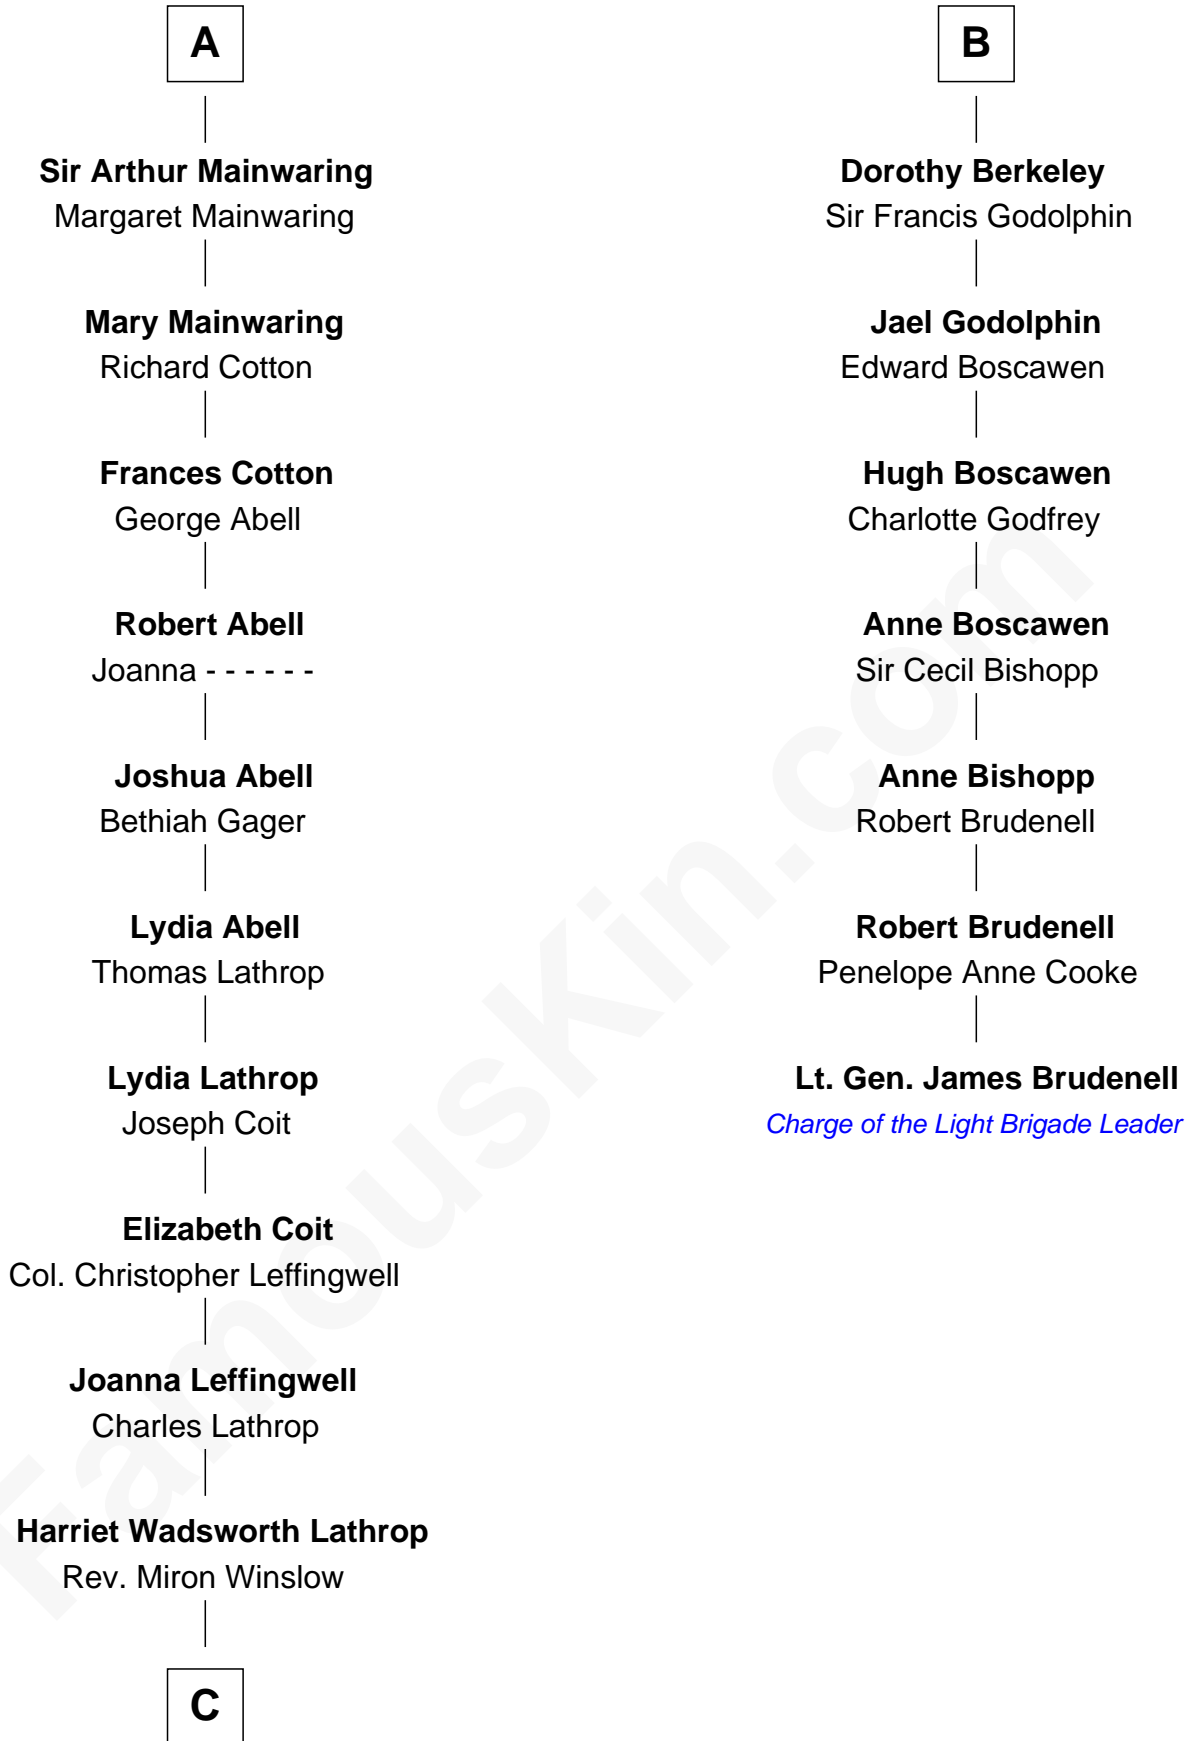 A
Sir Arthur Mainwaring
Margaret Mainwaring
Mary Mainwaring
Richard Cotton
Frances Cotton
George Abell
Robert Abell
Joanna - - - - - -
Joshua Abell
Bethiah Gager
Lydia Abell
Thomas Lathrop
Lydia Lathrop
Joseph Coit
Elizabeth Coit
Col. Christopher Leffingwell
Joanna Leffingwell
Charles Lathrop
Harriet Wadsworth Lathrop
Rev. Miron Winslow
C
B
Dorothy Berkeley
Sir Francis Godolphin
Jael Godolphin
Edward Boscawen
Hugh Boscawen
Charlotte Godfrey
Anne Boscawen
Sir Cecil Bishopp
Anne Bishopp
Robert Brudenell
Robert Brudenell
Penelope Anne Cooke
Lt. Gen. James Brudenell
Charge of the Light Brigade Leader
FamousKin.com